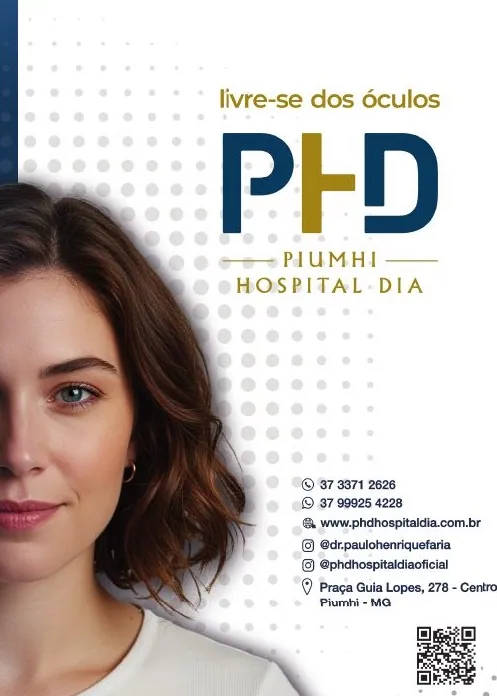 livre-se dos óculos
PHD
PIUMHI
HOSPITAL DIA
37 3371 2626
37 99925 4228
www.phdhospitaldia.com.br
@dr.paulohenriquefaria
@phdhospitaldiaoficial
Praça Guia Lopes, 278 - Centro
Piumhi - MG